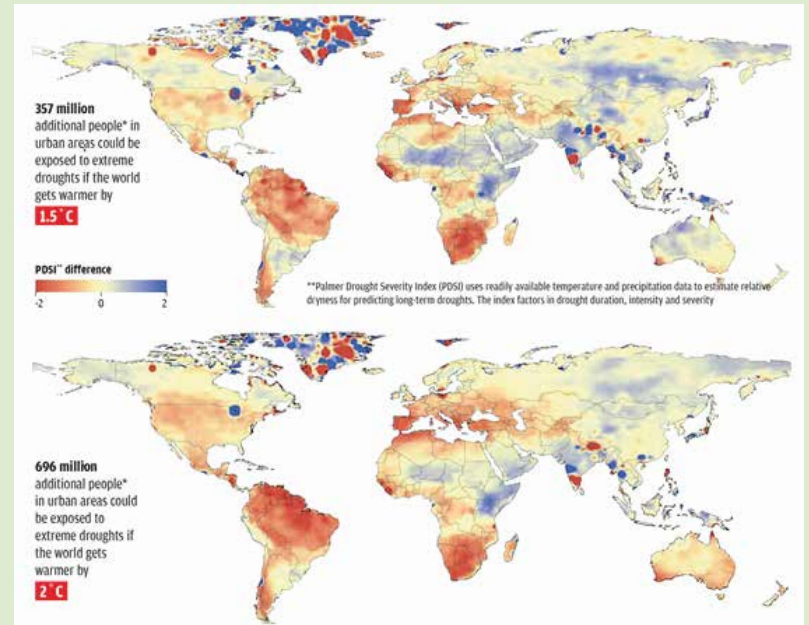 357 million
additional people* in
urban areas could be
exposed to extreme
droughts if the world
gets warmer by
1.5˚C
PDSI** difference
-2 0 2
**Palmer Drought Severity Index (PDSI) uses readily available temperature and precipitation data to estimate relative
dryness for predicting long-term droughts. The index factors in drought duration, intensity and severity
696 million
additional people*
in urban areas could
be exposed to
extreme droughts if
the world gets
warmer by
2˚C